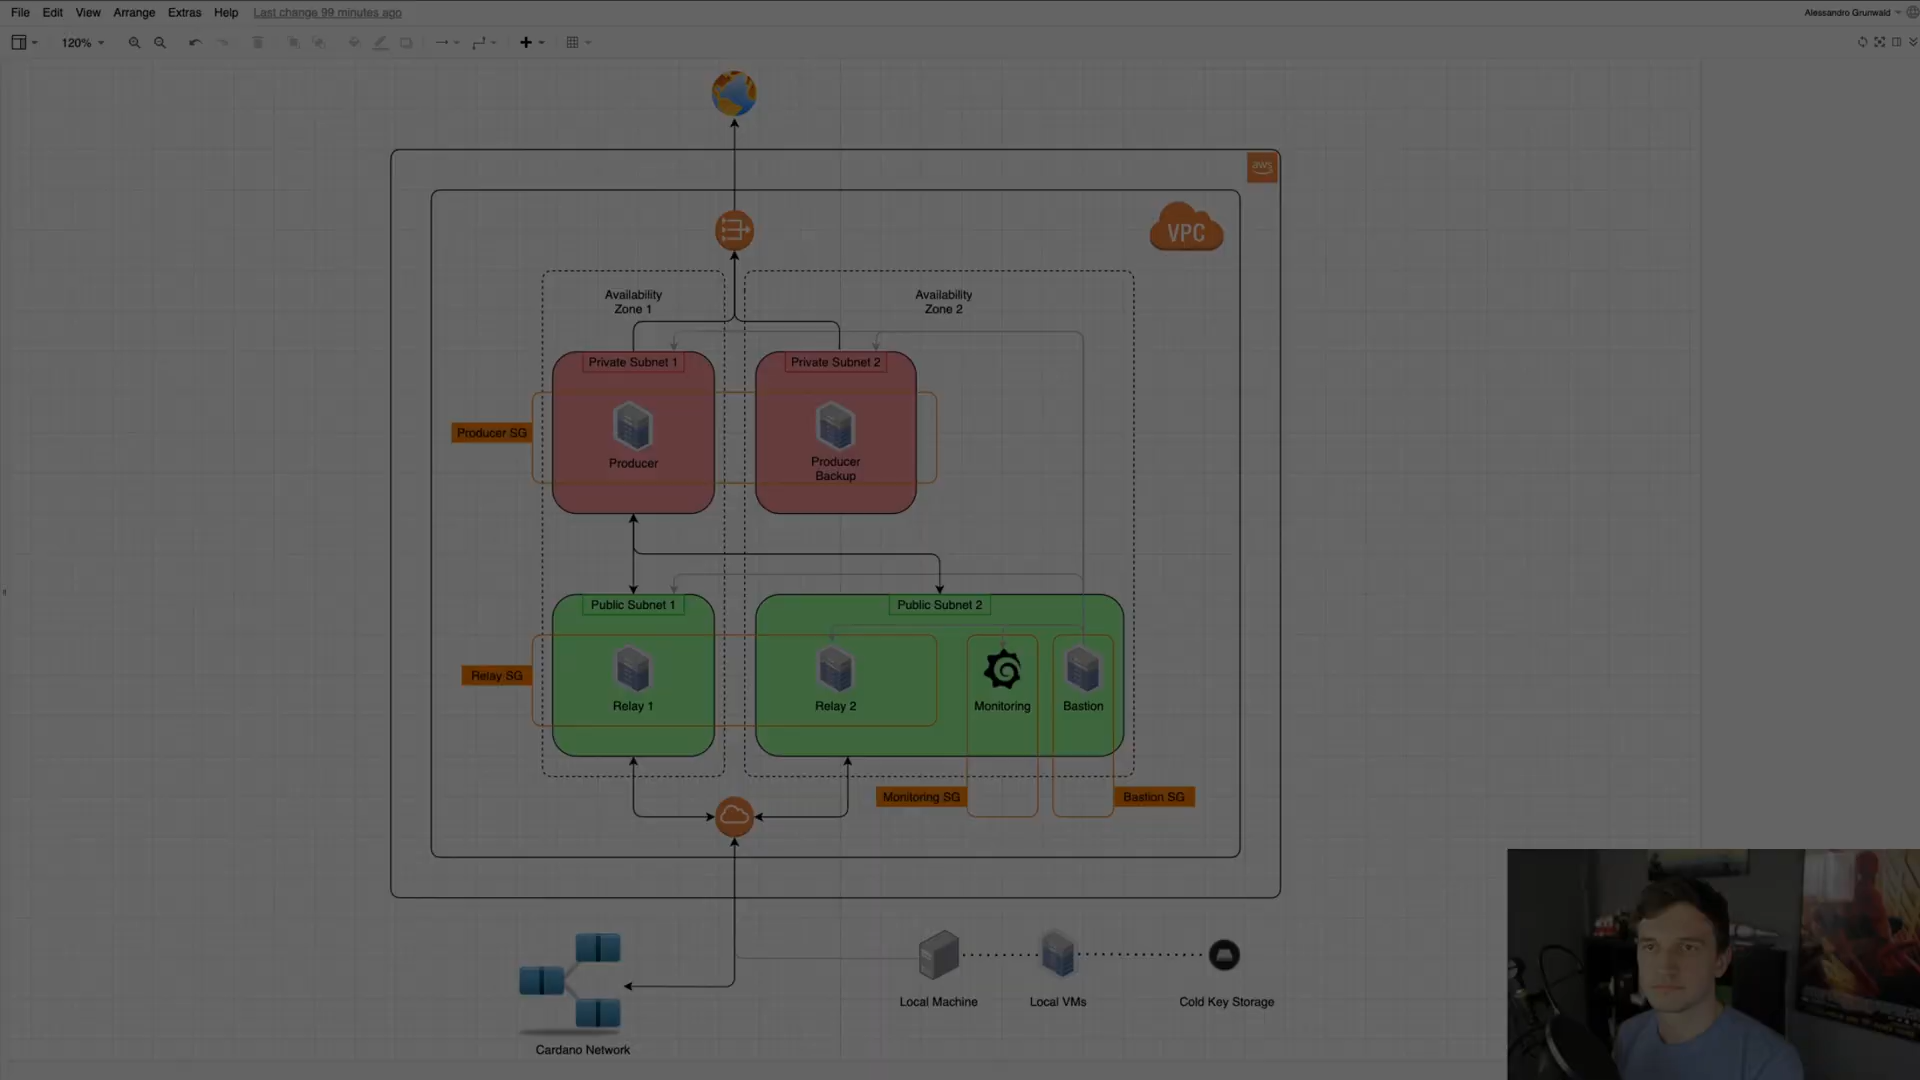 File Edit View Arrange Extras Help Last change 99 minutes ago
Alessandro Grunwald
120%
aws
VPC
Availability
Zone 1
Availability
Zone 2
Private Subnet 1
Private Subnet 2
Producer SG
Producer
Producer
Backup
Public Subnet 1
Public Subnet 2
Relay SG
Relay 1
Relay 2
Monitoring
Bastion
Monitoring SG
Bastion SG
Local Machine
Local VMs
Cold Key Storage
Cardano Network